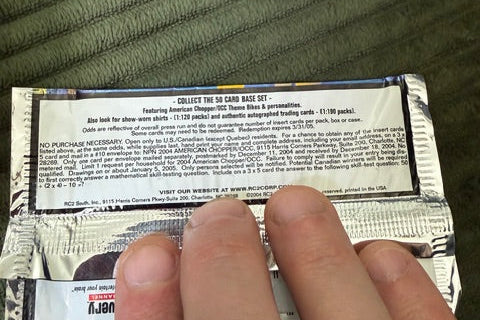 - COLLECT THE 50 CARD BASE SET -
Featuring American Chopper/OCC Theme Bikes & personalities.
Also look for show-worn shirts - (1:120 packs) and authentic autographed trading cards - (1:190 packs).
Odds are reflective of overall press run and do not guarantee number of insert cards per pack, box or case.
Some cards may need to be redeemed. Redemption expires 3/31/05.
NO PURCHASE NECESSARY. Open only to U.S./Canadian (except Quebec) residents. For a chance to obtain any of the insert cards
listed above, at the same odds, while supplies last, hand print your name and complete address, including zip code, on a 3 x
5 card and mail in a #10 envelope to: NPN 2004 AMERICAN CHOPPER/OCC, 9115 Harris Corners Parkway, Suite 200, Charlotte, NC
28269. Only one card per envelope mailed separately, postmarked by December 11, 2004 and received by December 18, 2004. No
Limit 1 request per household for 2004 American Chopper/OCC. Failure to comply will result in your entry being dis-
qualified. Drawings on or about January 5, 2005. Only persons selected will be notified. Potential Canadian winners will be required
to first correctly answer a mathematical skill-testing question. Include on a 3 x 5 card the answer to the following skill-test question: 50
+ (2 x 4) – 10 =?
VISIT OUR WEBSITE AT WWW.RC2CORP.
RC2 South, Inc., 9115 Harris Corners Pkwy.-Suite 200, Charlotte, ©2004 RC2 printed in the USA
entertain your brain
very
CHANNEL